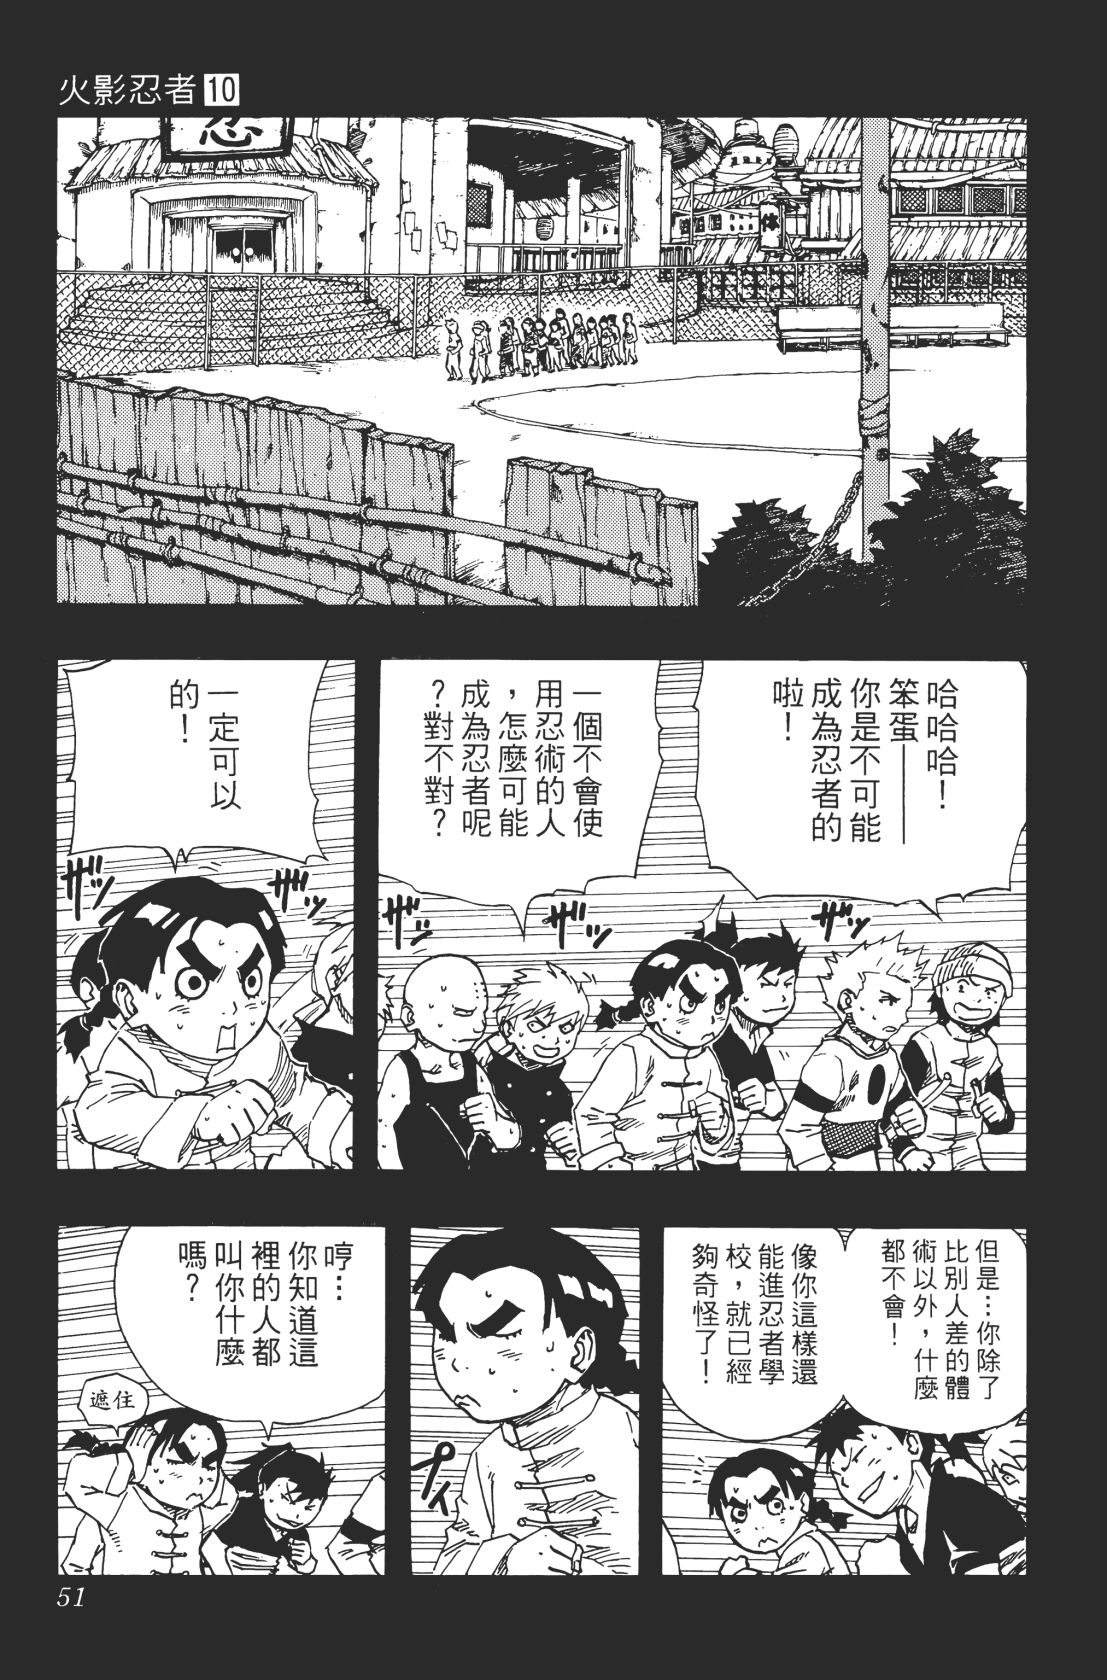 火影忍者10
忍
休
哈哈哈！
笨蛋——
你是不可能
成為忍者的
啦！
一個不會使
用忍術的人
，怎麼可能
成為忍者呢
？對不對？
ザッ
ザッ
ザッ
一定可以
的！
ザッ
ザッ
但是…你除了
比別人差的體
術以外，什麼
都不會！
像你這樣還
能進忍者學
校，就已經
夠奇怪了！
プイ
哼…
你知道這
裡的人都
叫你什麼
嗎？
遮住
51